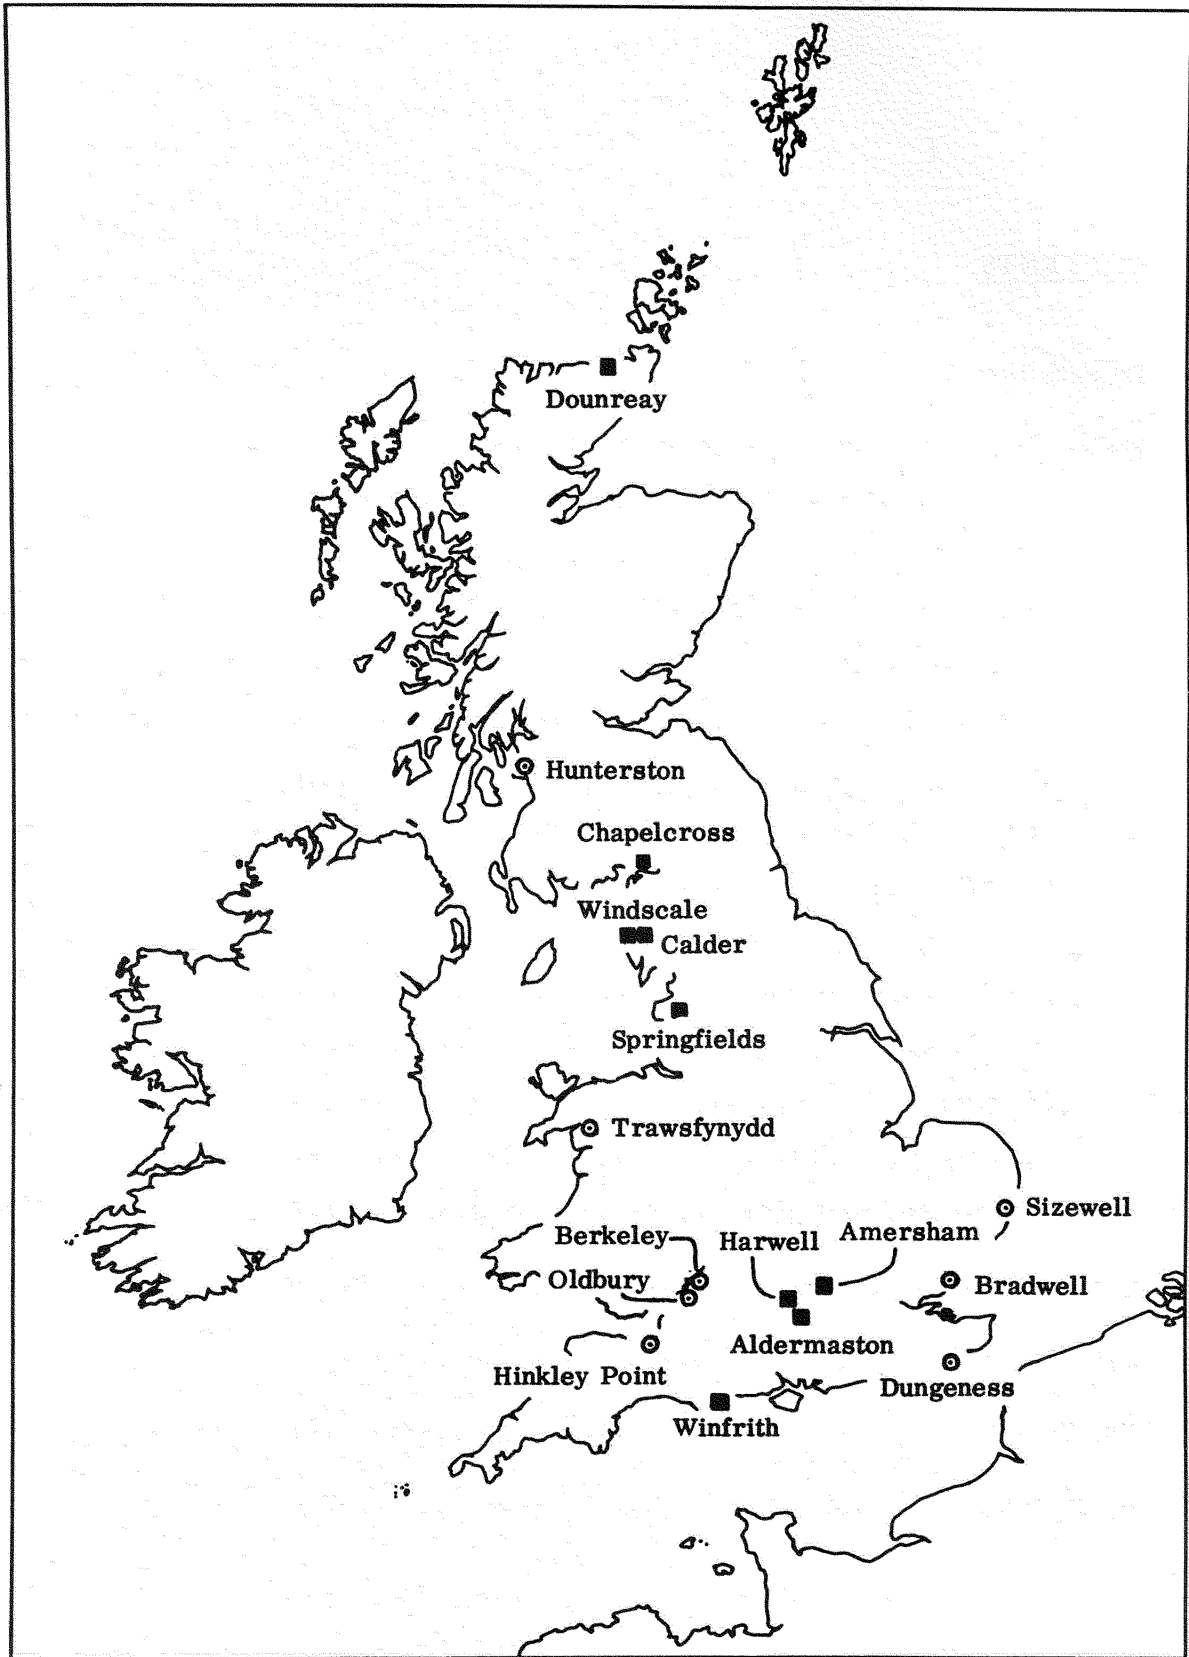 Dounreay
Hunterston
Chapelcross
Windscale
Calder
Springfields
Trawsfynydd
Sizewell
Berkeley
Harwell
Amersham
Oldbury
Bradwell
Aldermaston
Hinkley Point
Dungeness
Winfrith